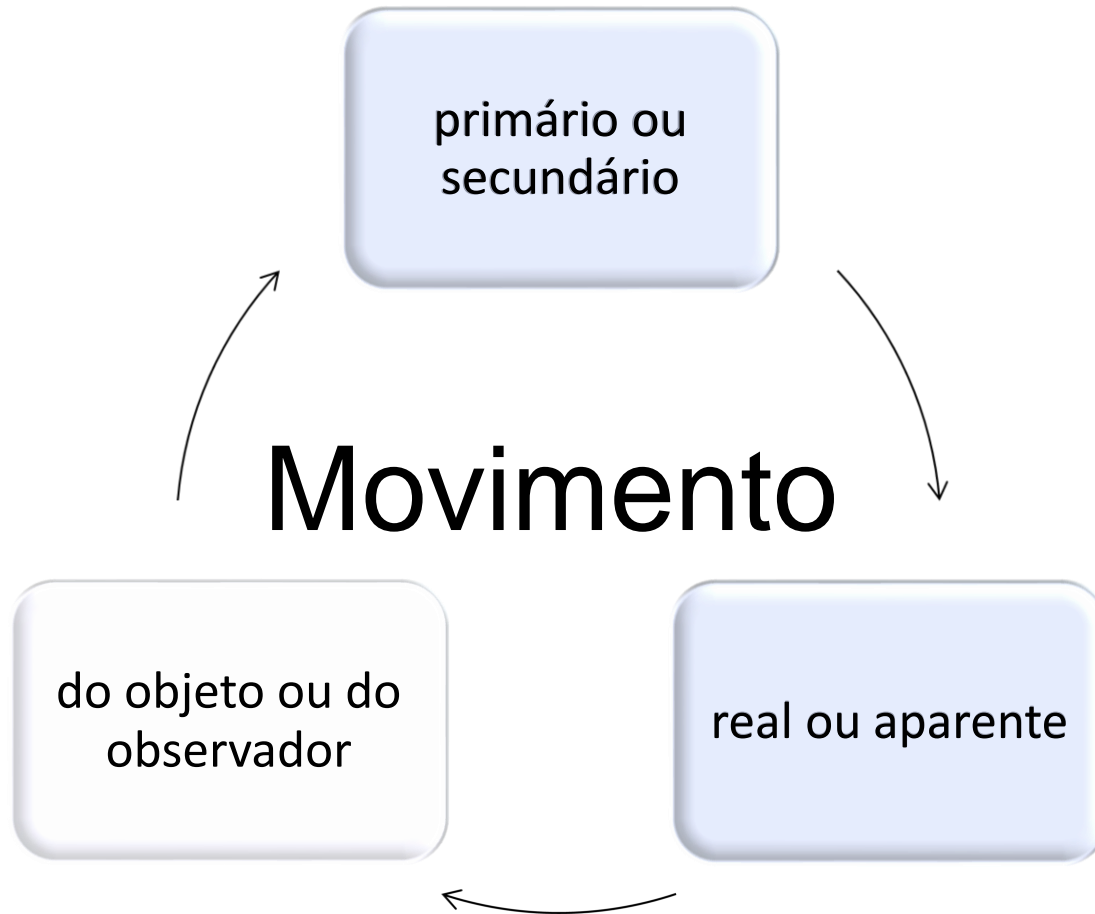 primário ou
secundário
Movimento
do objeto ou do
observador
real ou aparente